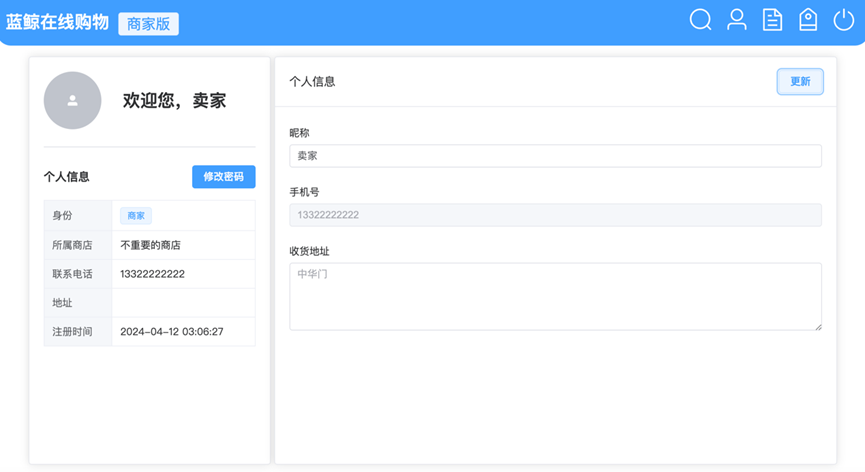 蓝鲸在线购物 商家版
欢迎您，卖家
个人信息 修改密码
身份 商家
所属商店 不重要的商店
联系电话 13322222222
地址
注册时间 2024-04-12 03:06:27
个人信息 更新
昵称
卖家
手机号
13322222222
收货地址
中华门